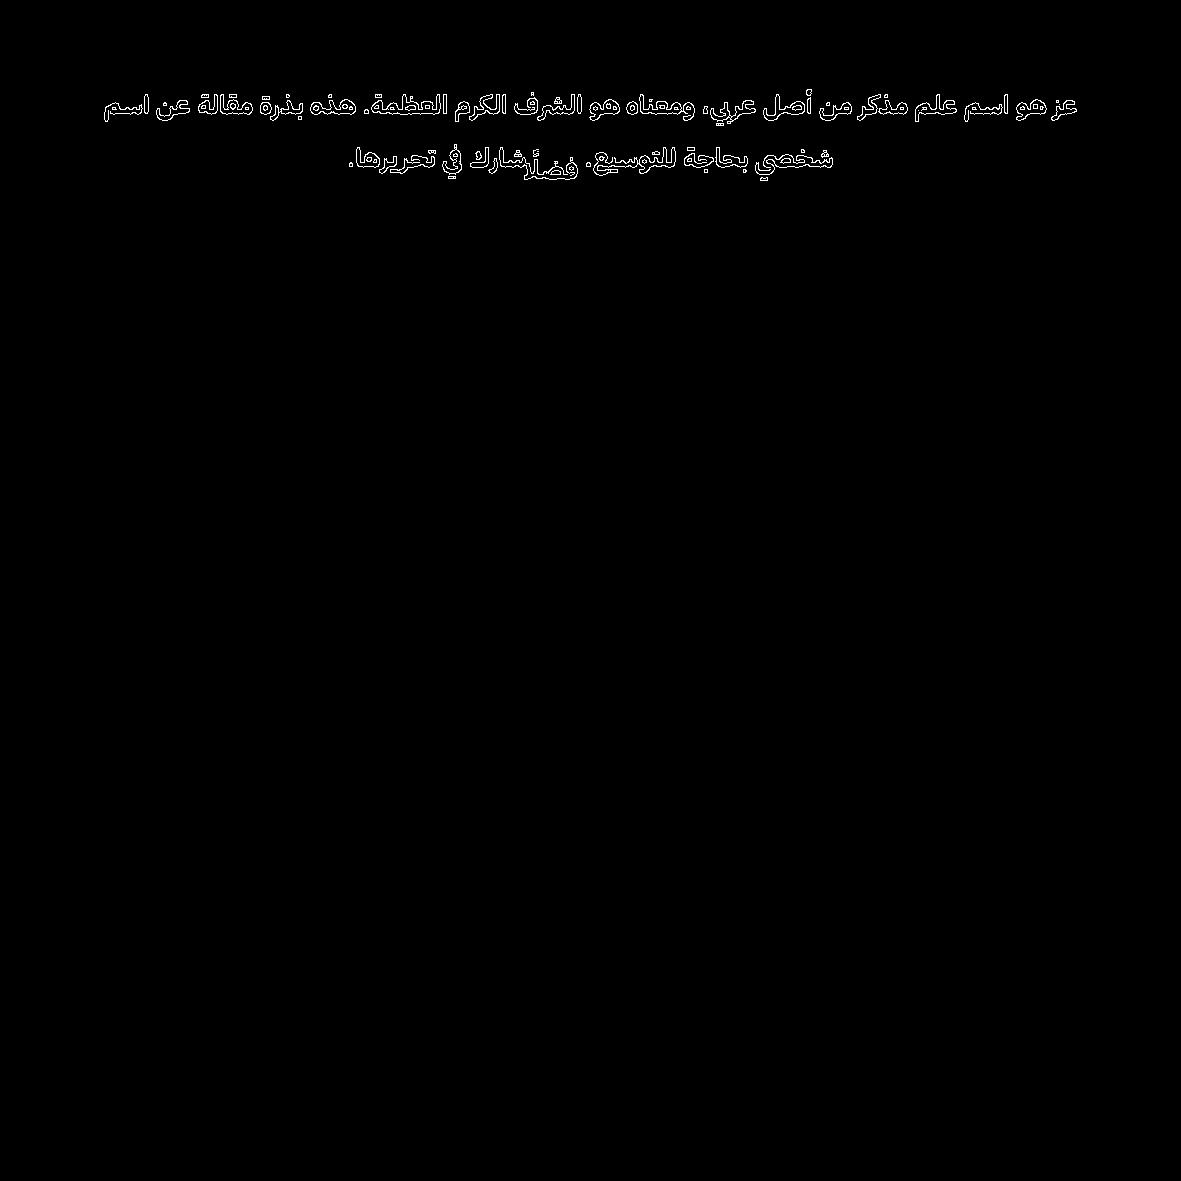 عز هو اسم علم مذكر من أصل عربي، ومعناه هو الشرف الكرم العظمة. هذه بذرة مقالة عن اسم
شخصي بحاجة للتوسيع. فضلًا شارك في تحريرها.